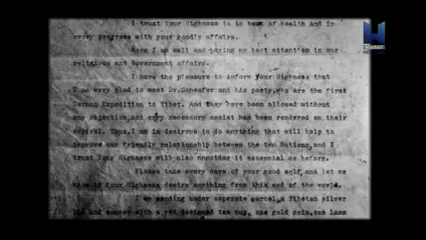 I trust Your Highness is in best of health and in
every progress with your goodly affairs.
Here I am well and paying my best attention in our
religious and Government affairs.
I have the pleasure to inform Your Highness that
I am very glad to meet Dr. Schaefer and his party, who are the first
German Expedition to Tibet. And they have been allowed without
any objection, and every necessary assist has been rendered on their
arrival. Thus, I am in desirous to do anything that will help to
improve our friendly relationship between the two Nations, and I
trust Your Highness will also consider it essential as before.
Please take every care of your good self, and let me
know if Your Highness desire anything from this end of the world.
I am sending under seperate parcel, a Tibetan silver
lid and saucer with a red designed tea cup, one gold coin, one Lama